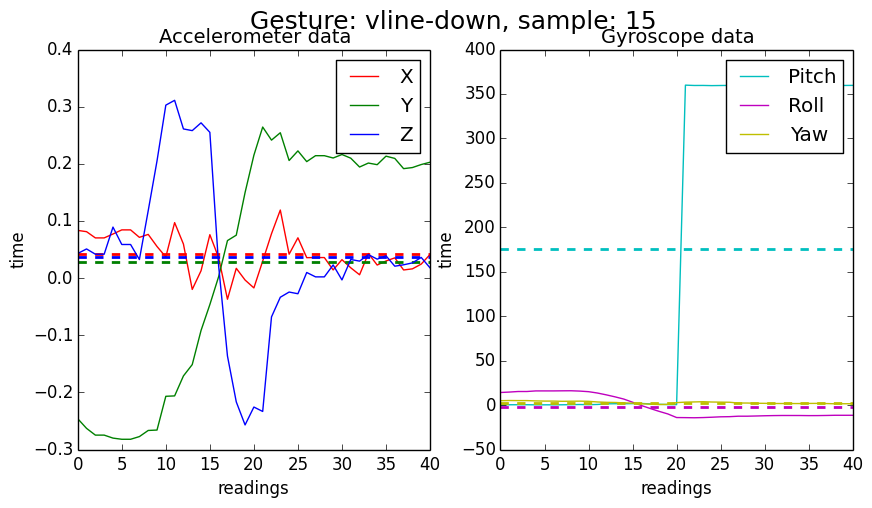 Gesture: vline-down, sample: 15
Accelerometer data
0.4
0.3
0.2
0.1
0.0
−0.1
−0.2
−0.3
time
0 5 10 15 20 25 30 35 40
readings
X
Y
Z
Gyroscope data
400
350
300
250
200
150
100
50
0
−50
time
0 5 10 15 20 25 30 35 40
readings
Pitch
Roll
Yaw